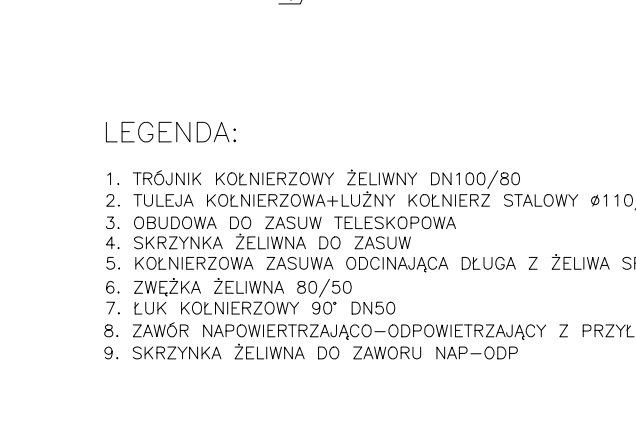 LEGENDA:
1. TRÓJNIK KOŁNIERZOWY ŻELIWNY DN100/80
2. TULEJA KOŁNIERZOWA+LUŹNY KOŁNIERZ STALOWY ø110
3. OBUDOWA DO ZASUW TELESKOPOWA
4. SKRZYNKA ŻELIWNA DO ZASUW
5. KOŁNIERZOWA ZASUWA ODCINAJĄCA DŁUGA Z ŻELIWA
6. ZWĘŻKA ŻELIWNA 80/50
7. ŁUK KOŁNIERZOWY 90° DN50
8. ZAWÓR NAPOWIERTRZAJĄCO-ODPOWIETRZAJĄCY Z PRZYŁ
9. SKRZYNKA ŻELIWNA DO ZAWORU NAP-ODP